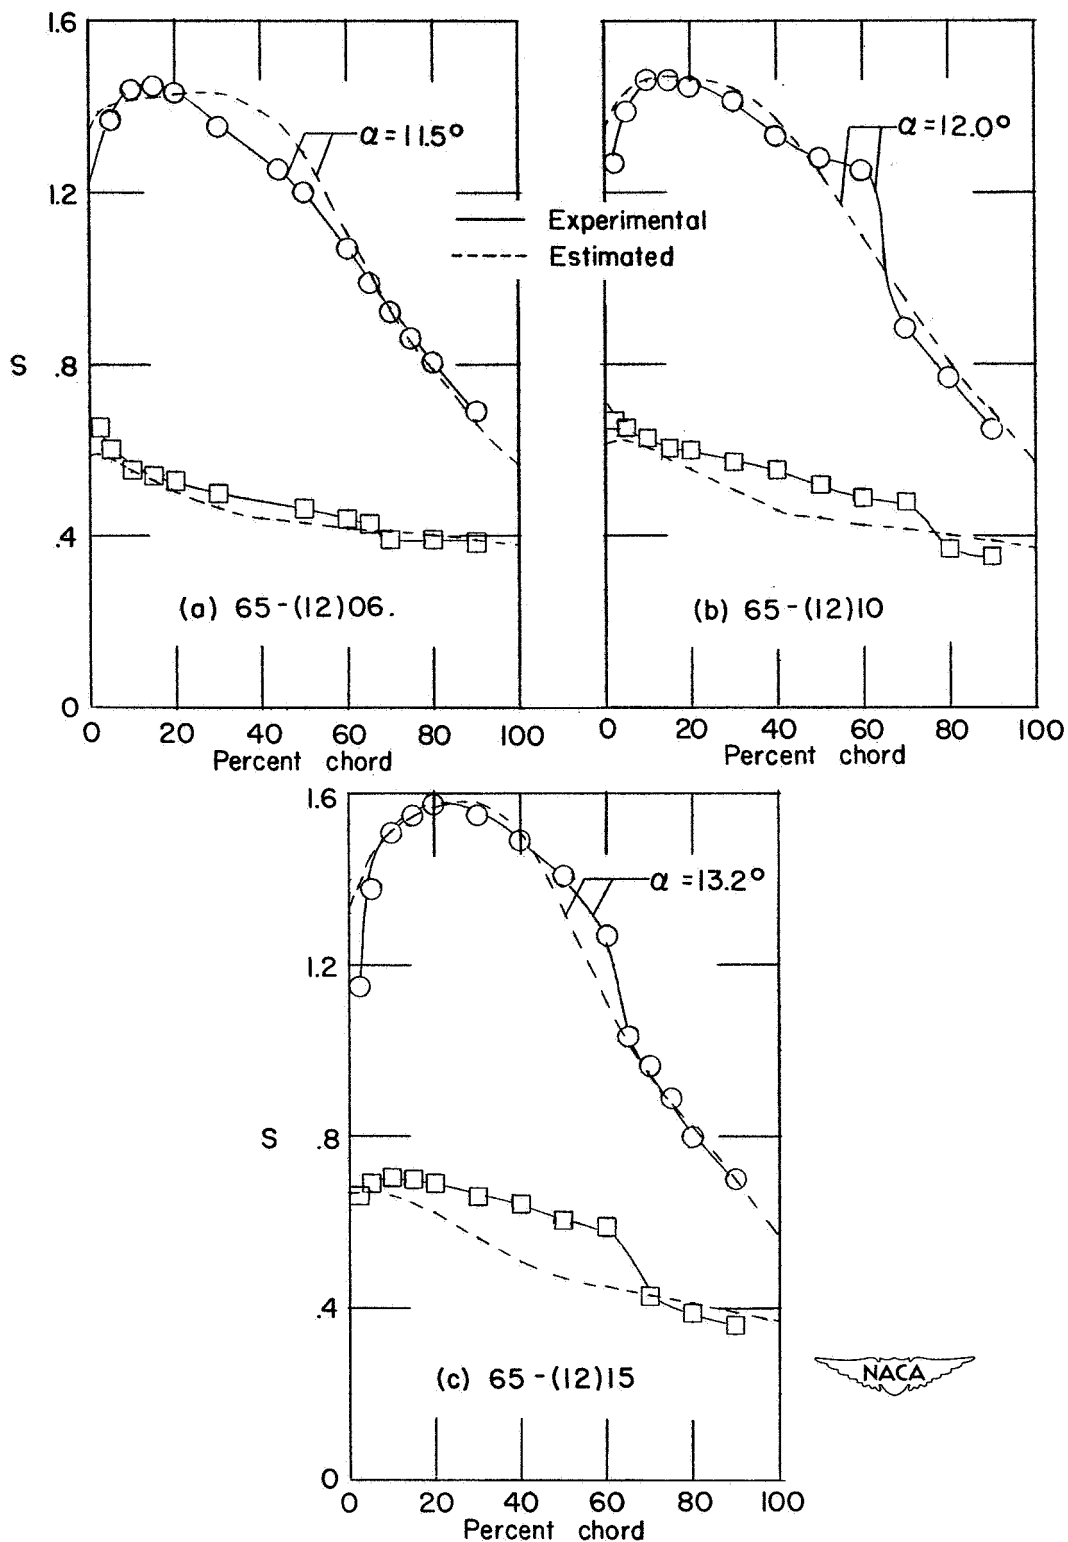 1.6
α = 11.5°
α = 12.0°
1.2
Experimental
Estimated
S .8
.4
(a) 65-(12)06.
(b) 65-(12)10
0
0 20 40 60 80 100
0 20 40 60 80 100
Percent chord
Percent chord
1.6
α = 13.2°
1.2
S .8
.4
(c) 65-(12)15
NACA
0
0 20 40 60 80 100
Percent chord